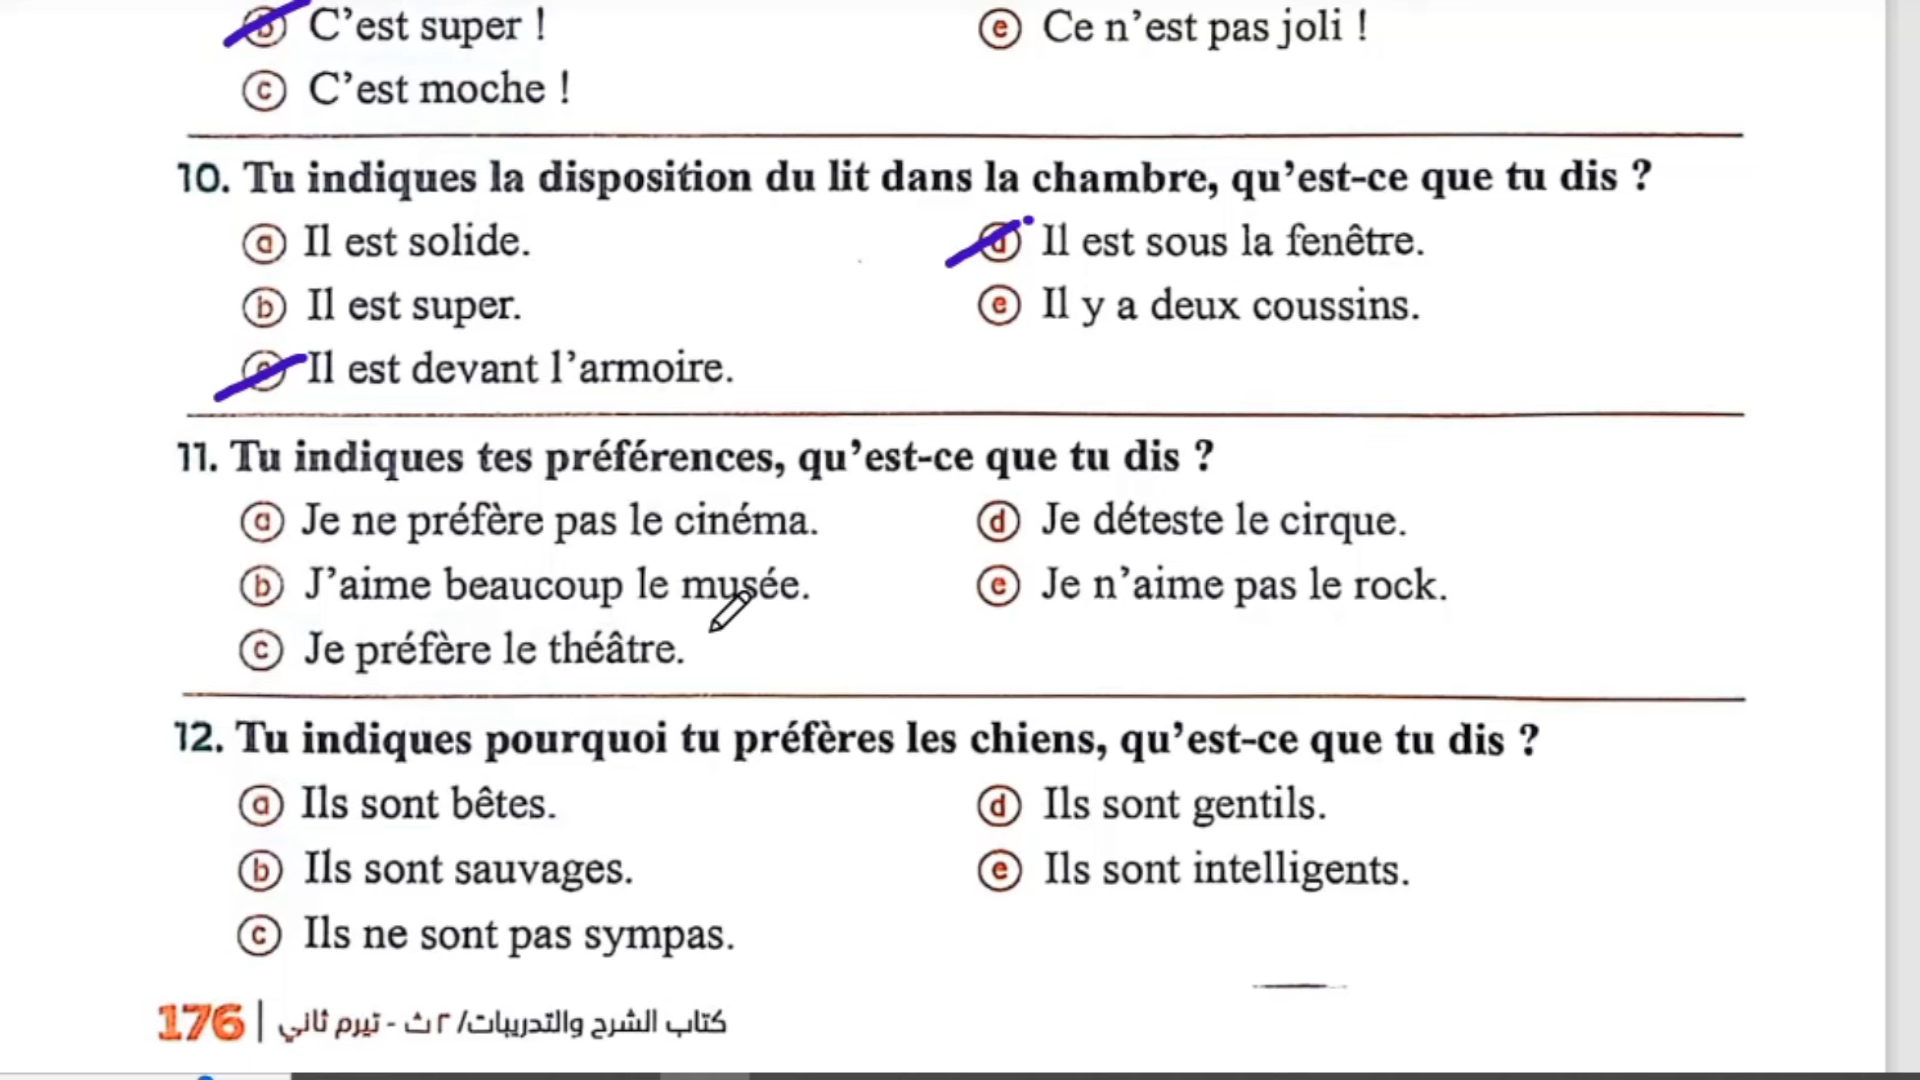 ⓑ C’est super !
ⓔ Ce n’est pas joli !
ⓒ C’est moche !
10. Tu indiques la disposition du lit dans la chambre, qu’est-ce que tu dis ?
ⓐ Il est solide.
ⓓ Il est sous la fenêtre.
ⓑ Il est super.
ⓔ Il y a deux coussins.
ⓒ Il est devant l’armoire.
11. Tu indiques tes préférences, qu’est-ce que tu dis ?
ⓐ Je ne préfère pas le cinéma.
ⓓ Je déteste le cirque.
ⓑ J’aime beaucoup le musée.
ⓔ Je n’aime pas le rock.
ⓒ Je préfère le théâtre.
12. Tu indiques pourquoi tu préfères les chiens, qu’est-ce que tu dis ?
ⓐ Ils sont bêtes.
ⓓ Ils sont gentils.
ⓑ Ils sont sauvages.
ⓔ Ils sont intelligents.
ⓒ Ils ne sont pas sympas.
176 | كتاب الشرح والتدريبات/ ٢ ث - تيرم ثاني